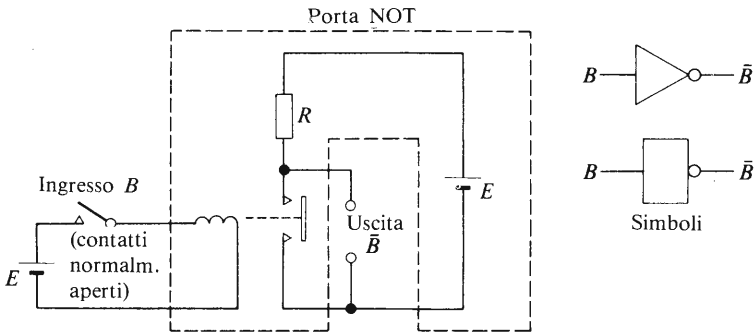 Porta NOT
R
E
Uscita
B̄
Ingresso B
(contatti
normalm.
aperti)
E
B
B̄
B
B̄
Simboli